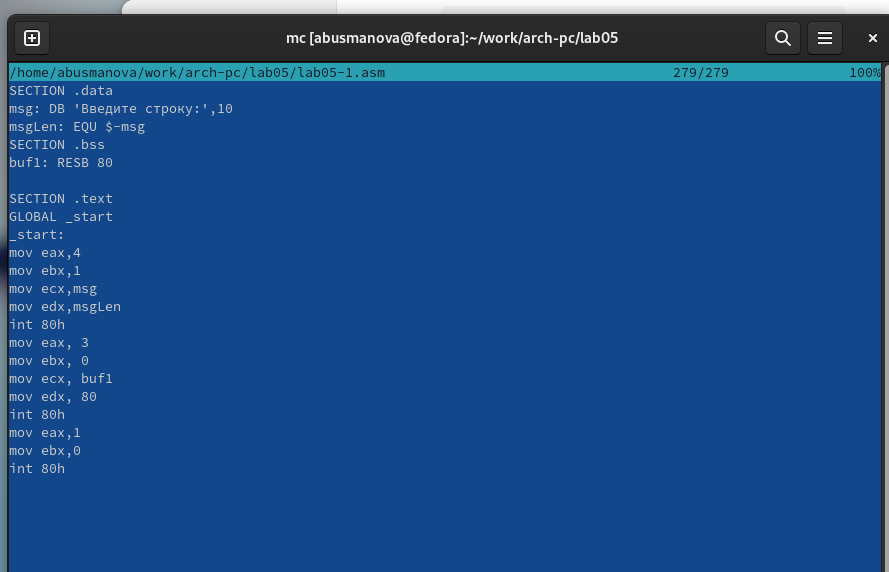 mc [abusmanova@fedora]:~/work/arch-pc/lab05
/home/abusmanova/work/arch-pc/lab05/lab05-1.asm 279/279 100%
SECTION .data
msg: DB 'Введите строку:',10
msgLen: EQU $-msg
SECTION .bss
buf1: RESB 80
SECTION .text
GLOBAL _start
_start:
mov eax,4
mov ebx,1
mov ecx,msg
mov edx,msgLen
int 80h
mov eax, 3
mov ebx, 0
mov ecx, buf1
mov edx, 80
int 80h
mov eax,1
mov ebx,0
int 80h